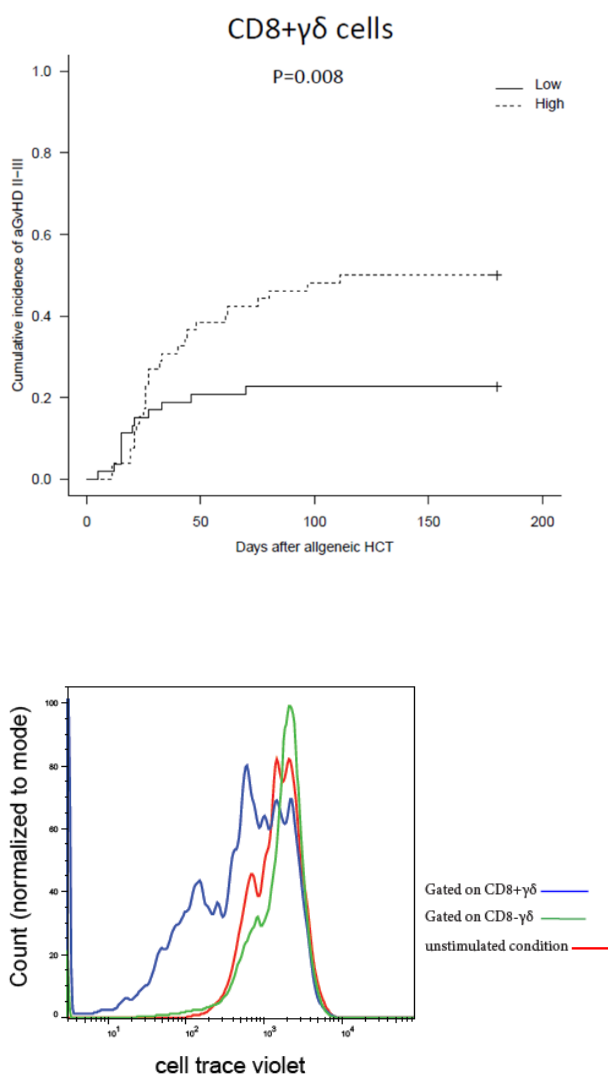 CD8+γδ cells
P=0.008
Low
High
Cumulative incidence of aGvHD II−III
1.0
0.8
0.6
0.4
0.2
0.0
0 50 100 150 200
Days after allgeneic HCT
Count (normalized to mode)
100
80
60
40
20
0
10¹ 10² 10³ 10⁴
cell trace violet
Gated on CD8+γδ
Gated on CD8-γδ
unstimulated condition